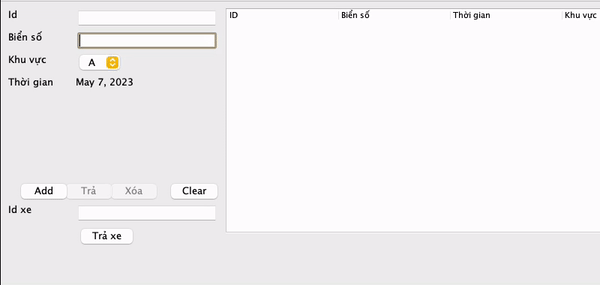 Id
Biển số
Khu vực A
Thời gian May 7, 2023
Add Trả Xóa Clear
Id xe
Trả xe
ID Biển số Thời gian Khu vực